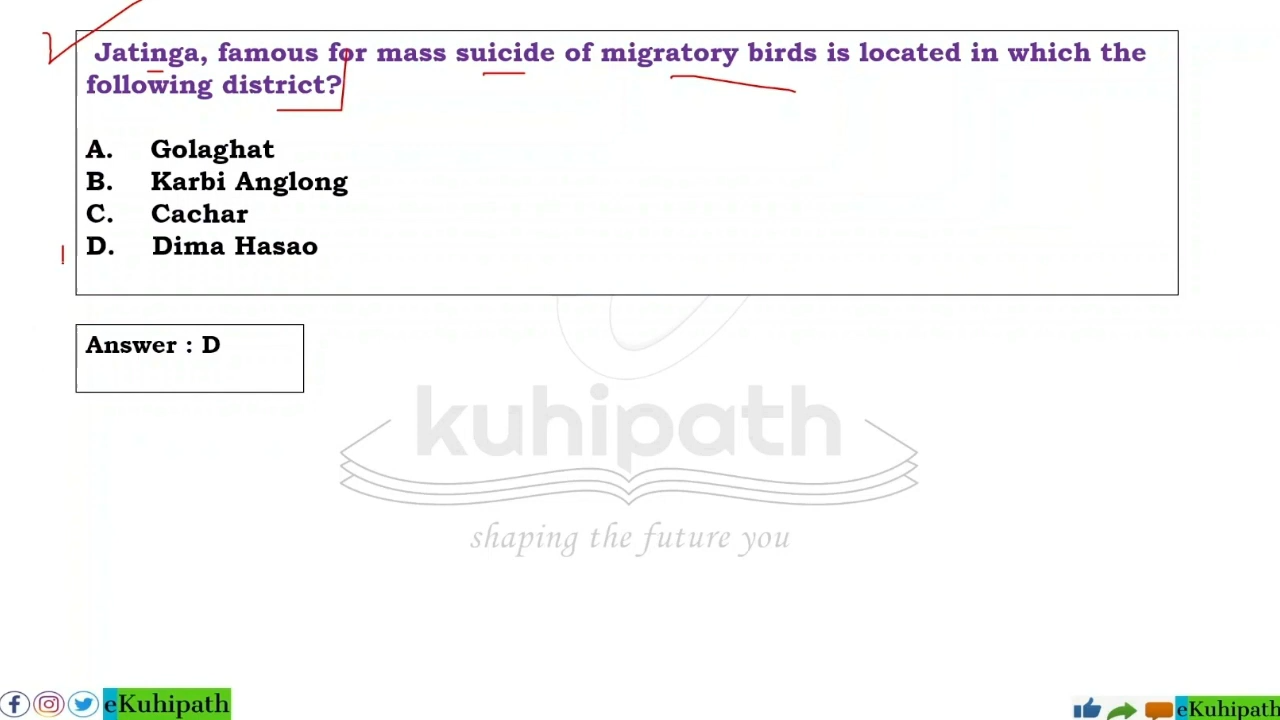 Jatinga, famous for mass suicide of migratory birds is located in which the
following district?
A. Golaghat
B. Karbi Anglong
C. Cachar
D. Dima Hasao
Answer : D
kuhipath
shaping the future you
eKuhipath
eKuhipath